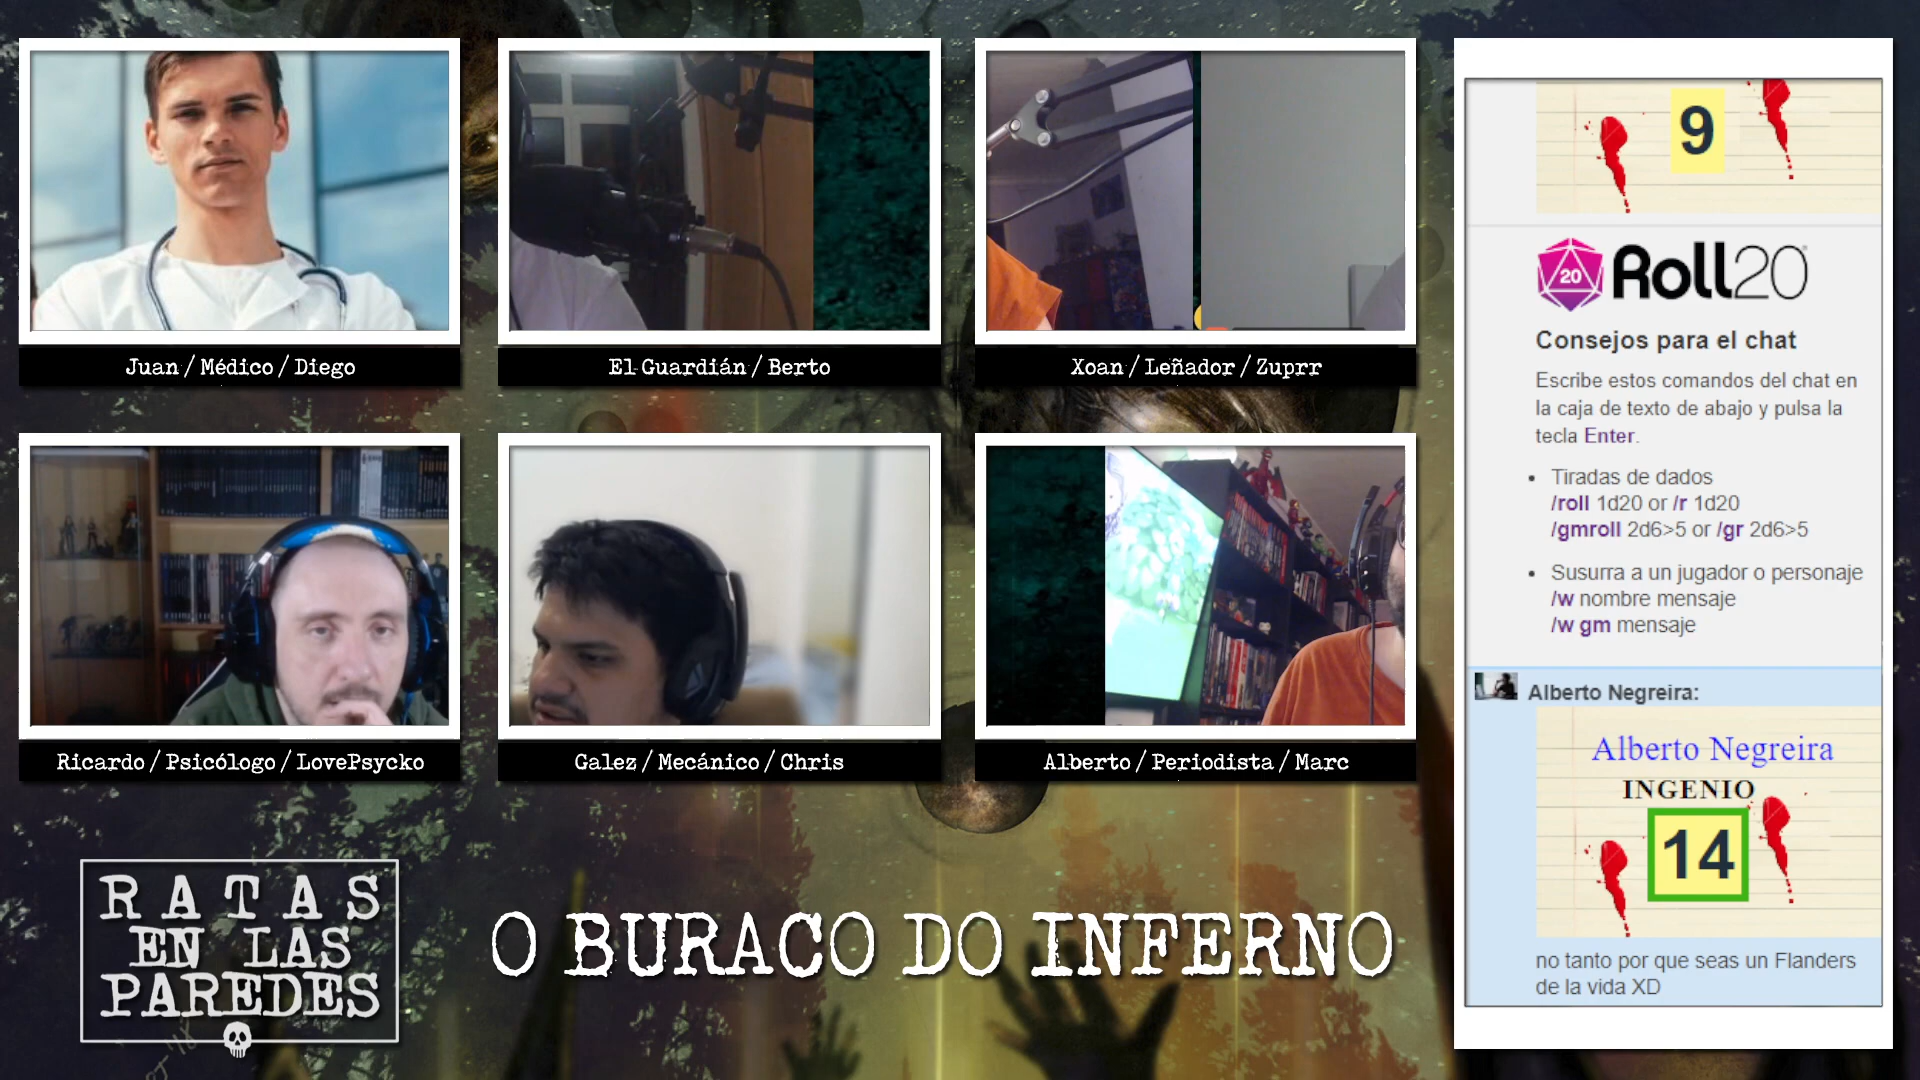 Juan / Médico / Diego
El Guardián / Berto
Xoan / Leñador / Zuprr
Ricardo / Psicólogo / LovePsycko
Galez / Mecánico / Chris
Alberto / Periodista / Marc
RATAS
EN LAS
PAREDES
O BURACO DO INFERNO
9
20
Roll20
Consejos para el chat
Escribe estos comandos del chat en
la caja de texto de abajo y pulsa la
tecla Enter.
• Tiradas de dados
/roll 1d20 or /r 1d20
/gmroll 2d6>5 or /gr 2d6>5
• Susurra a un jugador o personaje
/w nombre mensaje
/w gm mensaje
Alberto Negreira:
Alberto Negreira
INGENIO
14
no tanto por que seas un Flanders
de la vida XD